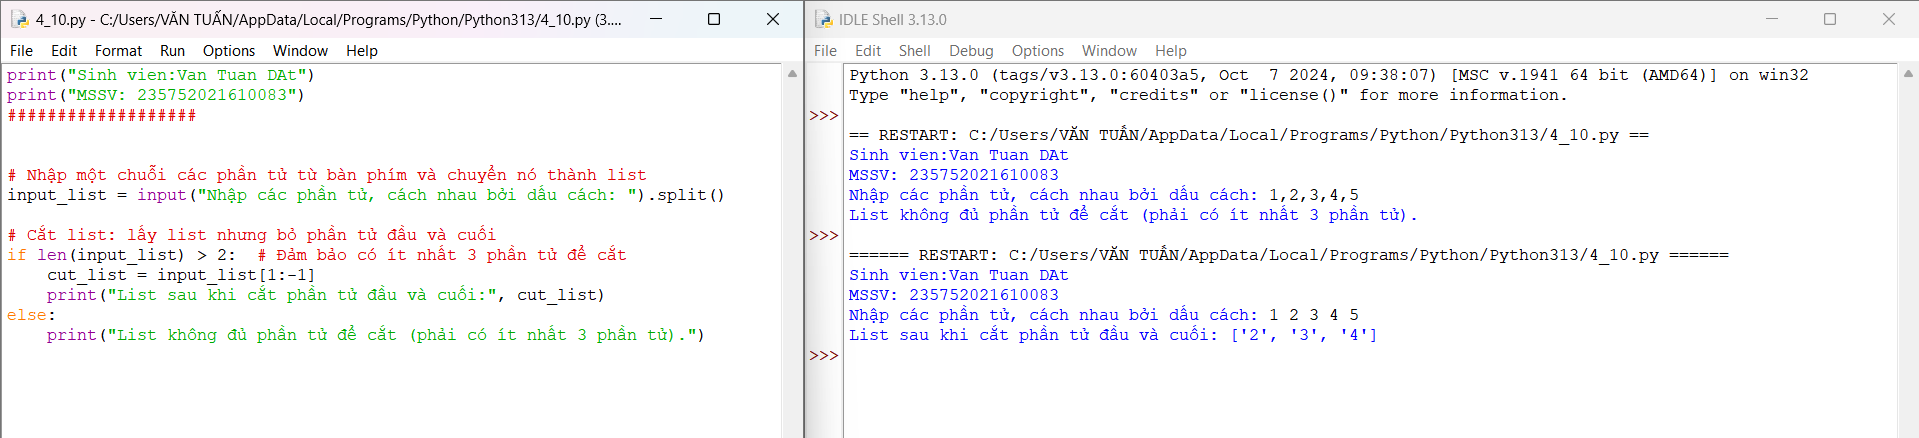 4_10.py - C:/Users/VĂN TUẤN/AppData/Local/Programs/Python/Python313/4_10.py (3....
File Edit Format Run Options Window Help
print("Sinh vien:Van Tuan DAt")
print("MSSV: 235752021610083")
###################
# Nhập một chuỗi các phần tử từ bàn phím và chuyển nó thành list
input_list = input("Nhập các phần tử, cách nhau bởi dấu cách: ").split()
# Cắt list: lấy list nhưng bỏ phần tử đầu và cuối
if len(input_list) > 2:  # Đảm bảo có ít nhất 3 phần tử để cắt
    cut_list = input_list[1:-1]
    print("List sau khi cắt phần tử đầu và cuối:", cut_list)
else:
    print("List không đủ phần tử để cắt (phải có ít nhất 3 phần tử).")
IDLE Shell 3.13.0
File Edit Shell Debug Options Window Help
Python 3.13.0 (tags/v3.13.0:60403a5, Oct  7 2024, 09:38:07) [MSC v.1941 64 bit (AMD64)] on win32
Type "help", "copyright", "credits" or "license()" for more information.
>>>
== RESTART: C:/Users/VĂN TUẤN/AppData/Local/Programs/Python/Python313/4_10.py ==
Sinh vien:Van Tuan DAt
MSSV: 235752021610083
Nhập các phần tử, cách nhau bởi dấu cách: 1,2,3,4,5
List không đủ phần tử để cắt (phải có ít nhất 3 phần tử).
>>>
====== RESTART: C:/Users/VĂN TUẤN/AppData/Local/Programs/Python/Python313/4_10.py ======
Sinh vien:Van Tuan DAt
MSSV: 235752021610083
Nhập các phần tử, cách nhau bởi dấu cách: 1 2 3 4 5
List sau khi cắt phần tử đầu và cuối: ['2', '3', '4']
>>>